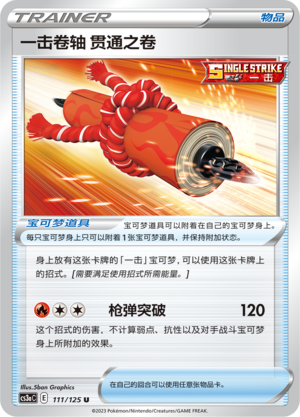 TRAINER
物品
一击卷轴 贯通之卷
SINGLE STRIKE
一击
宝可梦道具
宝可梦道具可以附着在自己的宝可梦身上。
每只宝可梦身上只可以附着1张宝可梦道具，并保持附加状态。
身上放有这张卡牌的「一击」宝可梦，可以使用这张卡牌上的招式。[需要满足使用招式所需能量。]
枪弹突破 120
这个招式的伤害，不计算弱点、抗性以及对手战斗宝可梦身上所附加的效果。
Illus.5ban Graphics
CS3aC E 111/125 U
在自己的回合可以使用任意张物品卡。
©2023 Pokémon/Nintendo/Creatures/GAME FREAK.